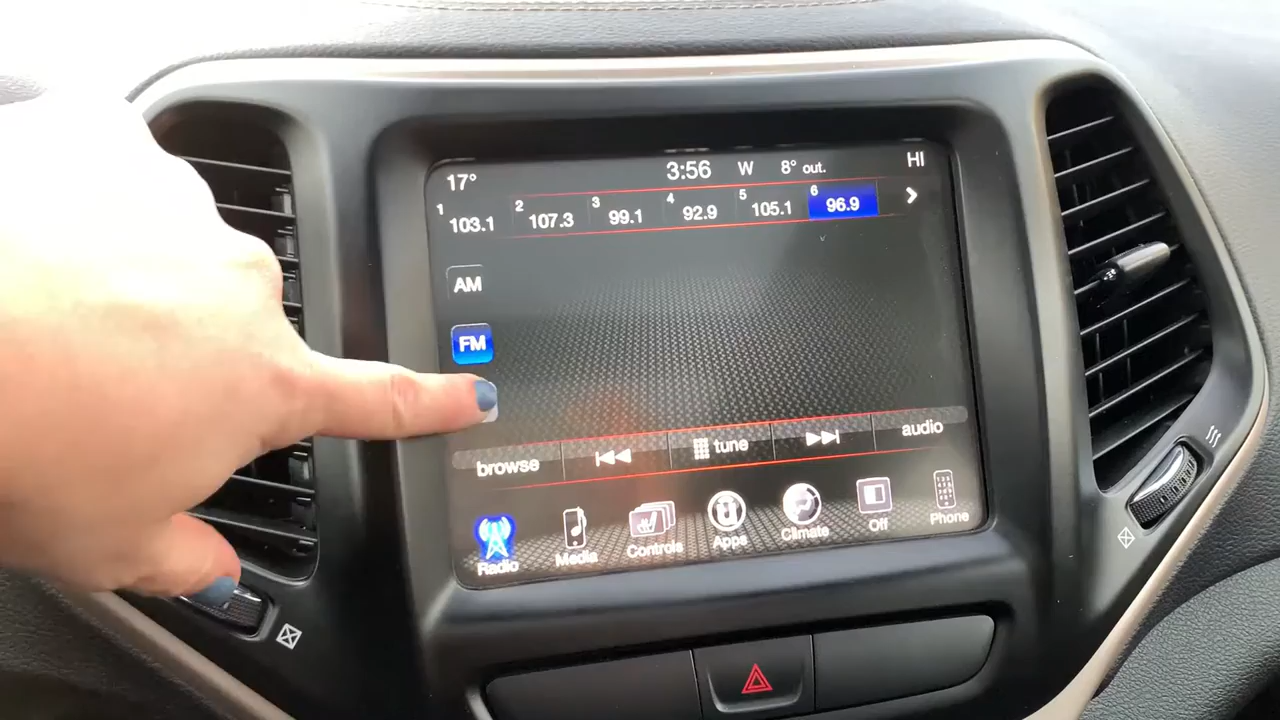 17° 3:56 W 8° out. HI
1 103.1 2 107.3 3 99.1 4 92.9 5 105.1 6 96.9
AM
FM
browse tune audio
Radio Media Controls Apps Climate Off Phone